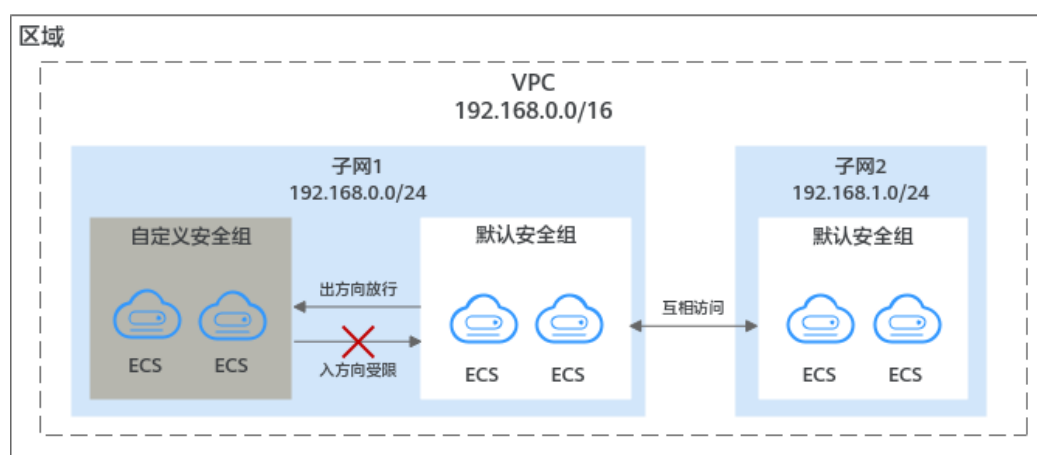 区域
VPC
192.168.0.0/16
子网1
192.168.0.0/24
子网2
192.168.1.0/24
自定义安全组
默认安全组
默认安全组
出方向放行
互相访问
入方向受限
ECS
ECS
ECS
ECS
ECS
ECS